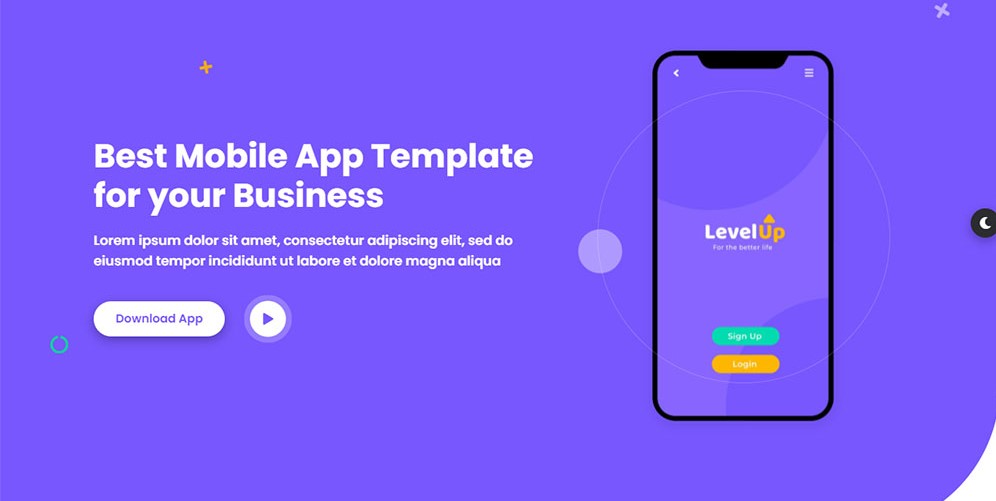 Best Mobile App Template
for your Business
Lorem ipsum dolor sit amet, consectetur adipiscing elit, sed do
eiusmod tempor incididunt ut labore et dolore magna aliqua
Download App
LevelUp
For the better life
Sign Up
Login